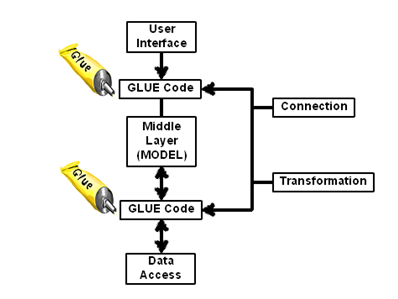 User
Interface
Glue
GLUE Code
Connection
Middle
Layer
(MODEL)
Transformation
Glue
GLUE Code
Data
Access